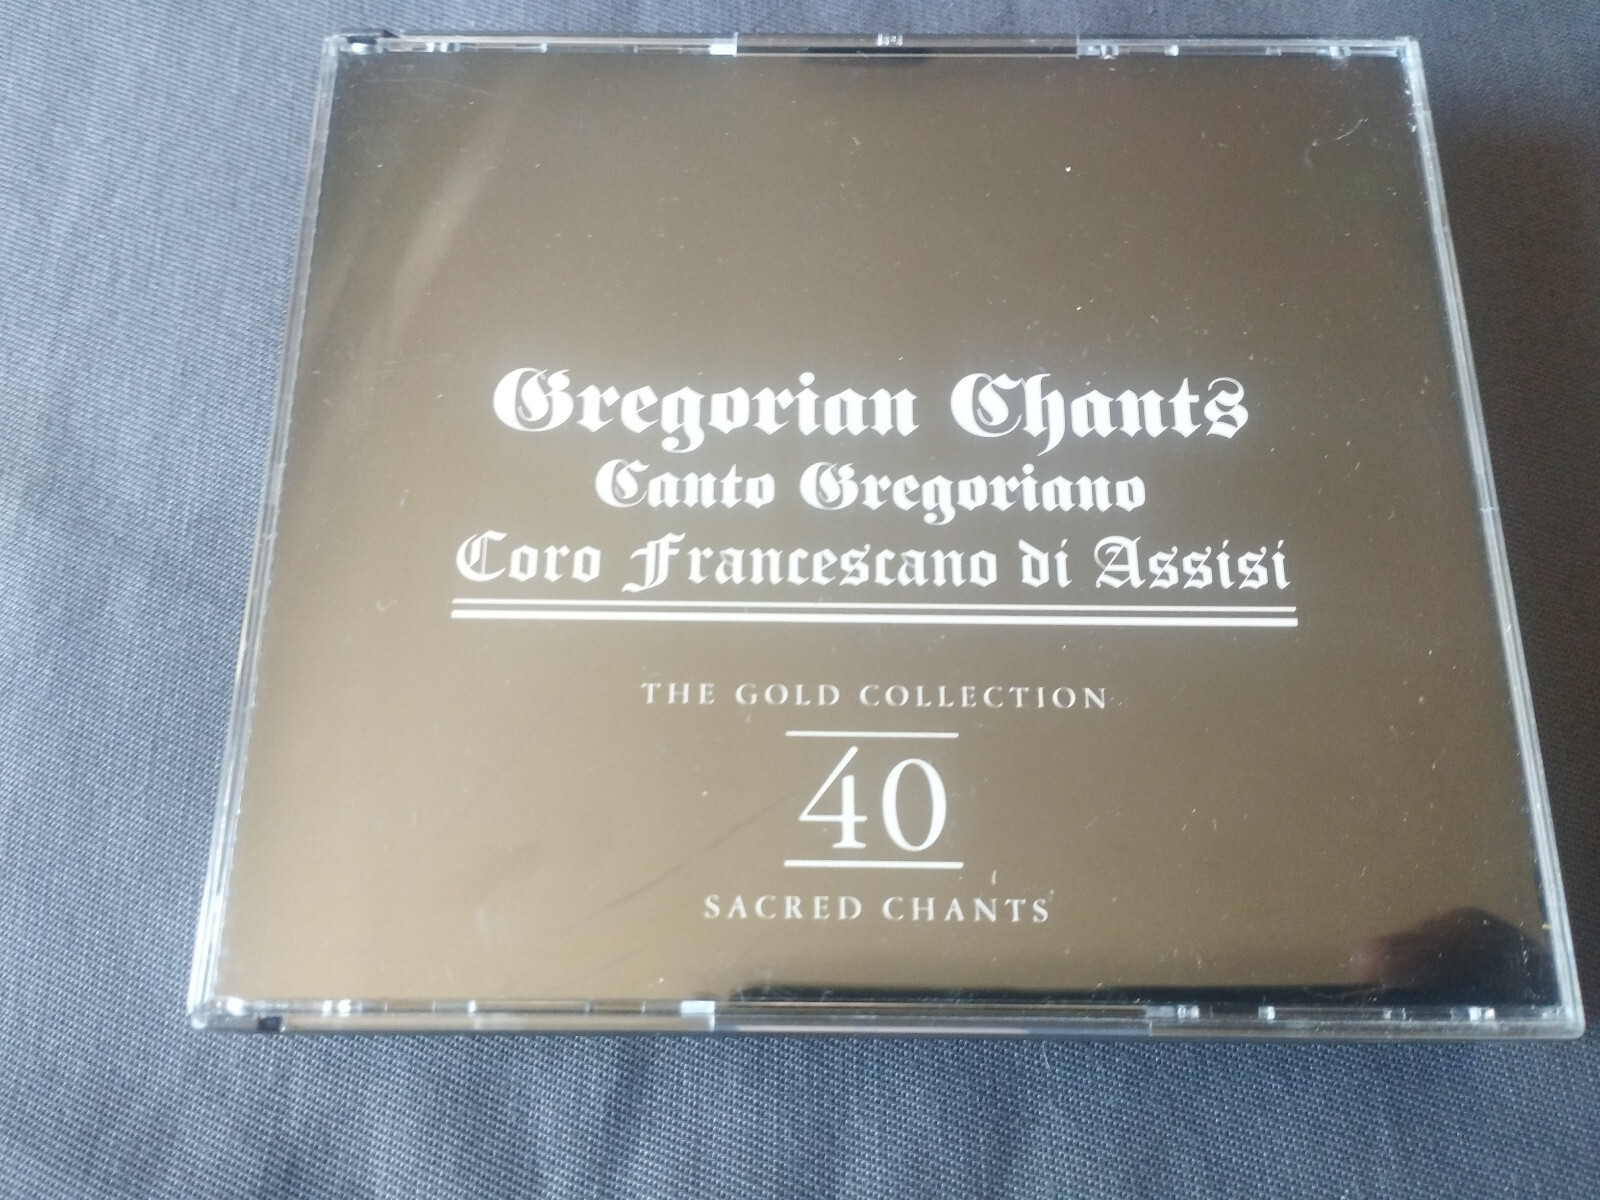 Gregorian Chants
Canto Gregoriano
Coro Francescano di Assisi
THE GOLD COLLECTION
40
SACRED CHANTS